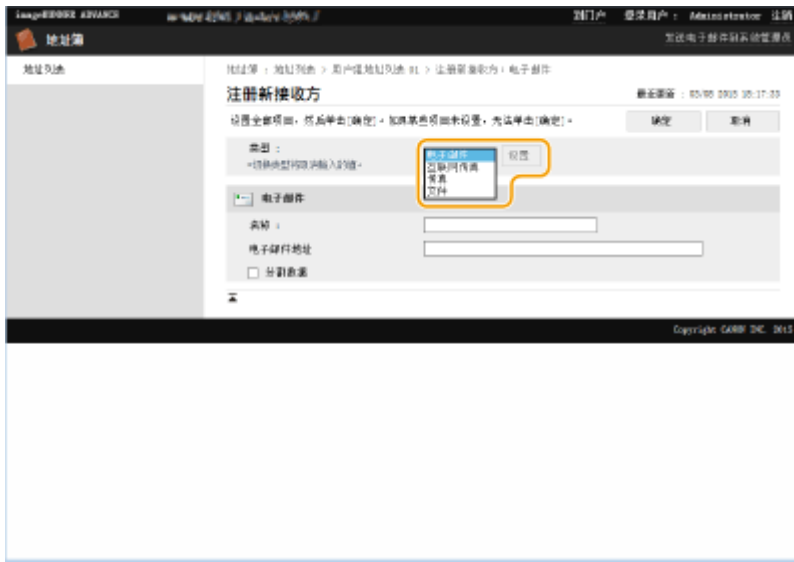 imageRUNNER ADVANCE
到门户 登录用户： Administrator 注销
地址簿
发送电子邮件到系统管理员
地址列表
地址簿 : 地址列表 > 用户组地址列表 01 > 注册新接收方：电子邮件
注册新接收方
最近更新 :
设置全部项目，然后单击[确定]。如果某些项目未设置，无法单击[确定]。
确定 取消
类型 :
电子邮件
设置
互联网传真
传真
文件
电子邮件
名称 :
电子邮件地址
分割数据
Copyright CANON INC. 2015